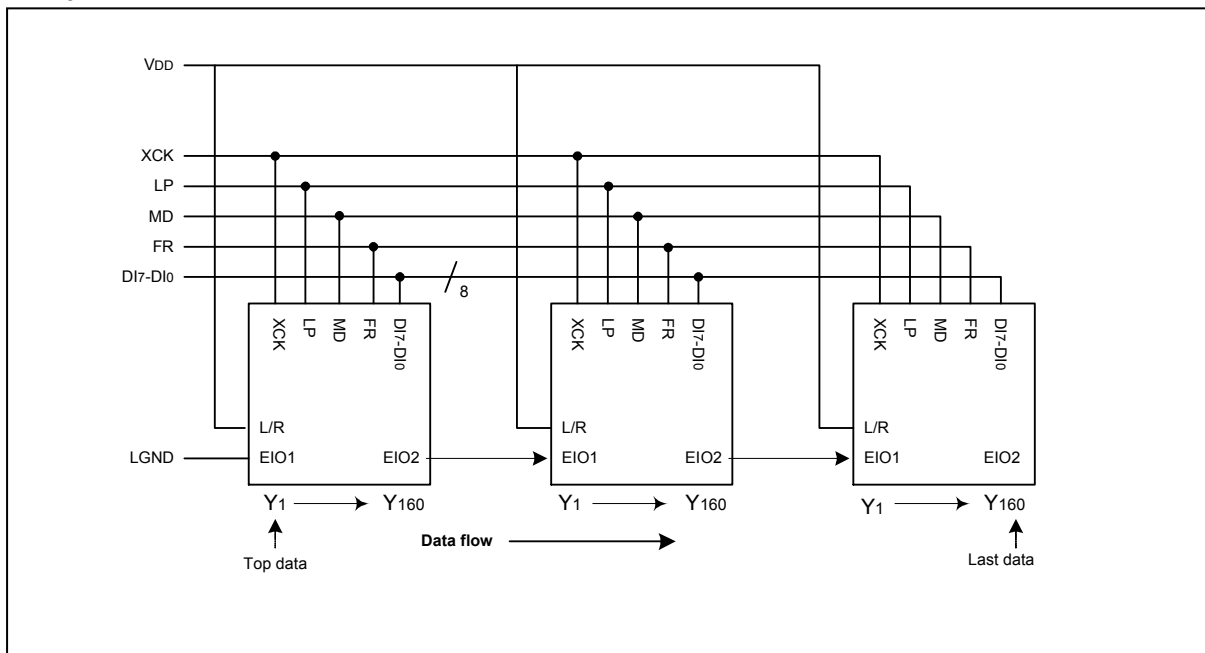 VDD
XCK
LP
MD
FR
DI7-DI0
8
XCK LP MD FR DI7-DI0
XCK LP MD FR DI7-DI0
XCK LP MD FR DI7-DI0
L/R
L/R
L/R
LGND
EIO1 EIO2
EIO1 EIO2
EIO1 EIO2
Y1 Y160
Y1 Y160
Y1 Y160
Data flow
Top data
Last data